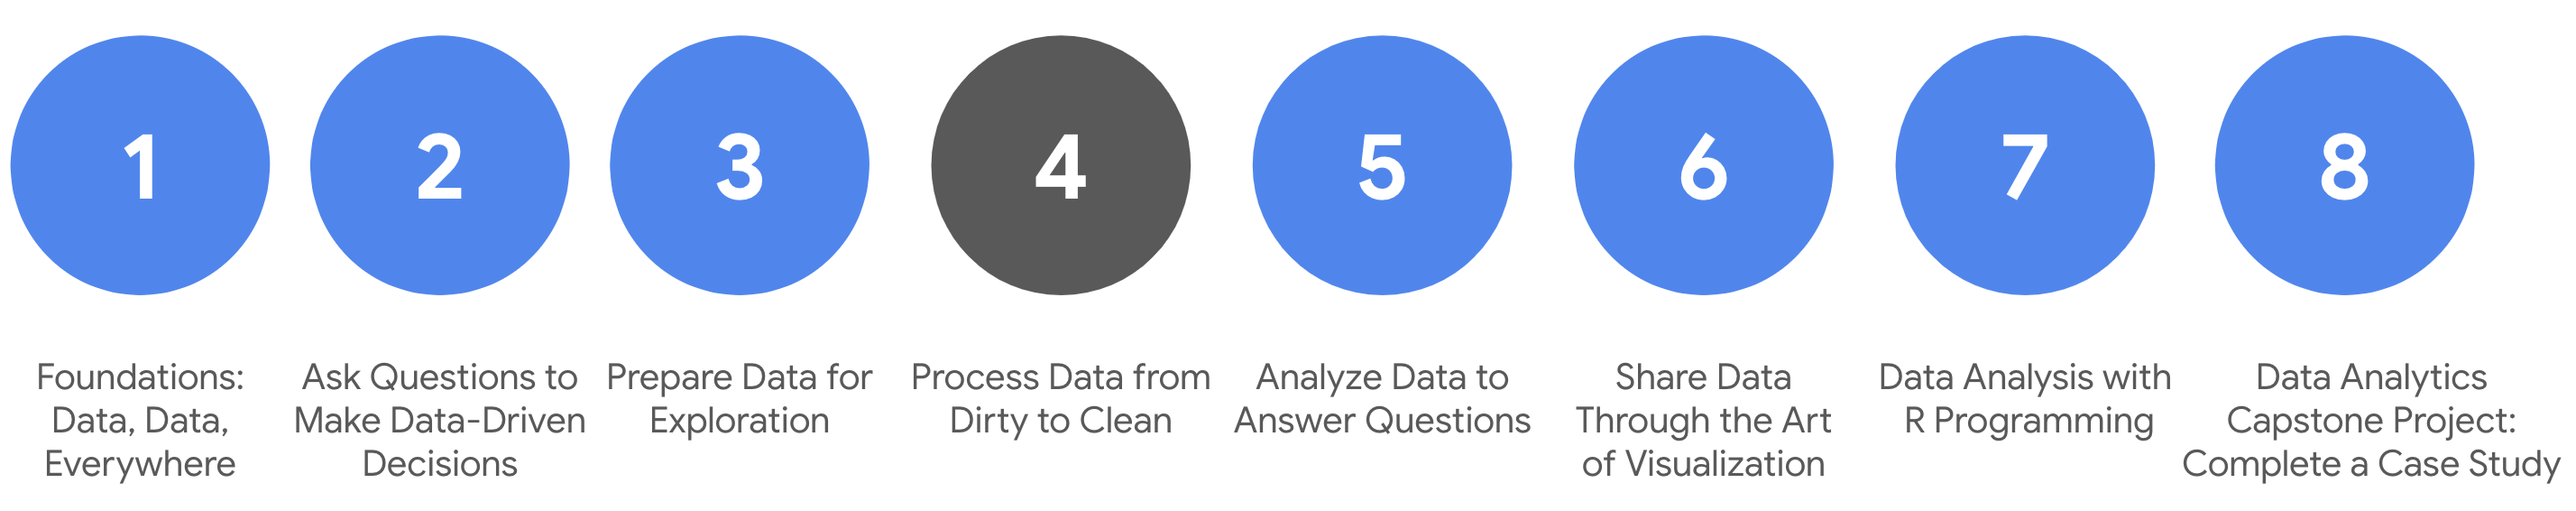 1
2
3
4
5
6
7
8
Foundations:
Data, Data,
Everywhere
Ask Questions to
Make Data-Driven
Decisions
Prepare Data for
Exploration
Process Data from
Dirty to Clean
Analyze Data to
Answer Questions
Share Data
Through the Art
of Visualization
Data Analysis with
R Programming
Data Analytics
Capstone Project:
Complete a Case Study